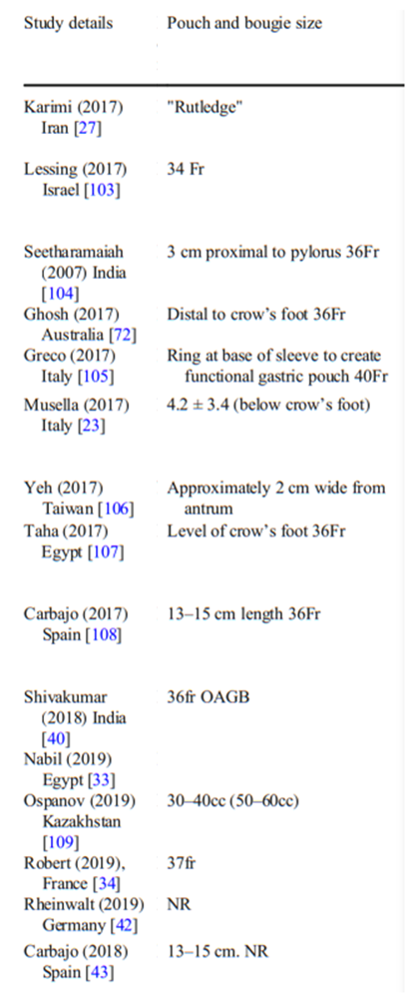 Study details Pouch and bougie size
Karimi (2017) "Rutledge"
Iran [27]
Lessing (2017) 34 Fr
Israel [103]
Seetharamaiah 3 cm proximal to pylorus 36Fr
(2007) India
[104]
Ghosh (2017) Distal to crow's foot 36Fr
Australia [72]
Greco (2017) Ring at base of sleeve to create
Italy [105] functional gastric pouch 40Fr
Musella (2017) 4.2 ± 3.4 (below crow's foot)
Italy [23]
Yeh (2017) Approximately 2 cm wide from
Taiwan [106] antrum
Taha (2017) Level of crow's foot 36Fr
Egypt [107]
Carbajo (2017) 13–15 cm length 36Fr
Spain [108]
Shivakumar 36fr OAGB
(2018) India
[40]
Nabil (2019)
Egypt [33]
Ospanov (2019) 30–40cc (50–60cc)
Kazakhstan
[109]
Robert (2019), 37fr
France [34]
Rheinwalt (2019) NR
Germany [42]
Carbajo (2018) 13–15 cm. NR
Spain [43]